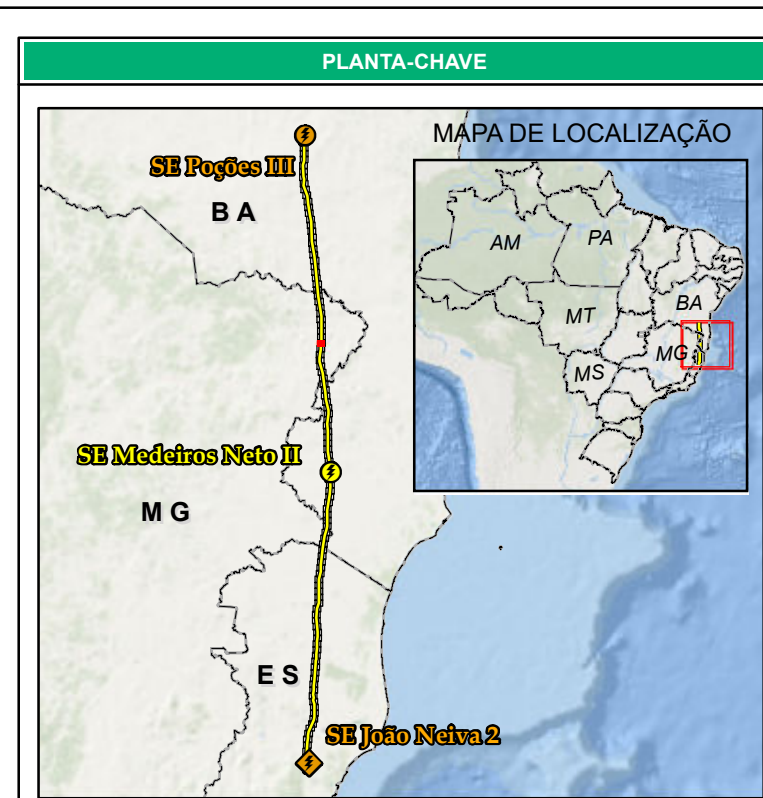 PLANTA-CHAVE
MAPA DE LOCALIZAÇÃO
SE Poções III
B A
AM
PA
MT
BA
MG
MS
SE Medeiros Neto II
M G
E S
SE João Neiva 2